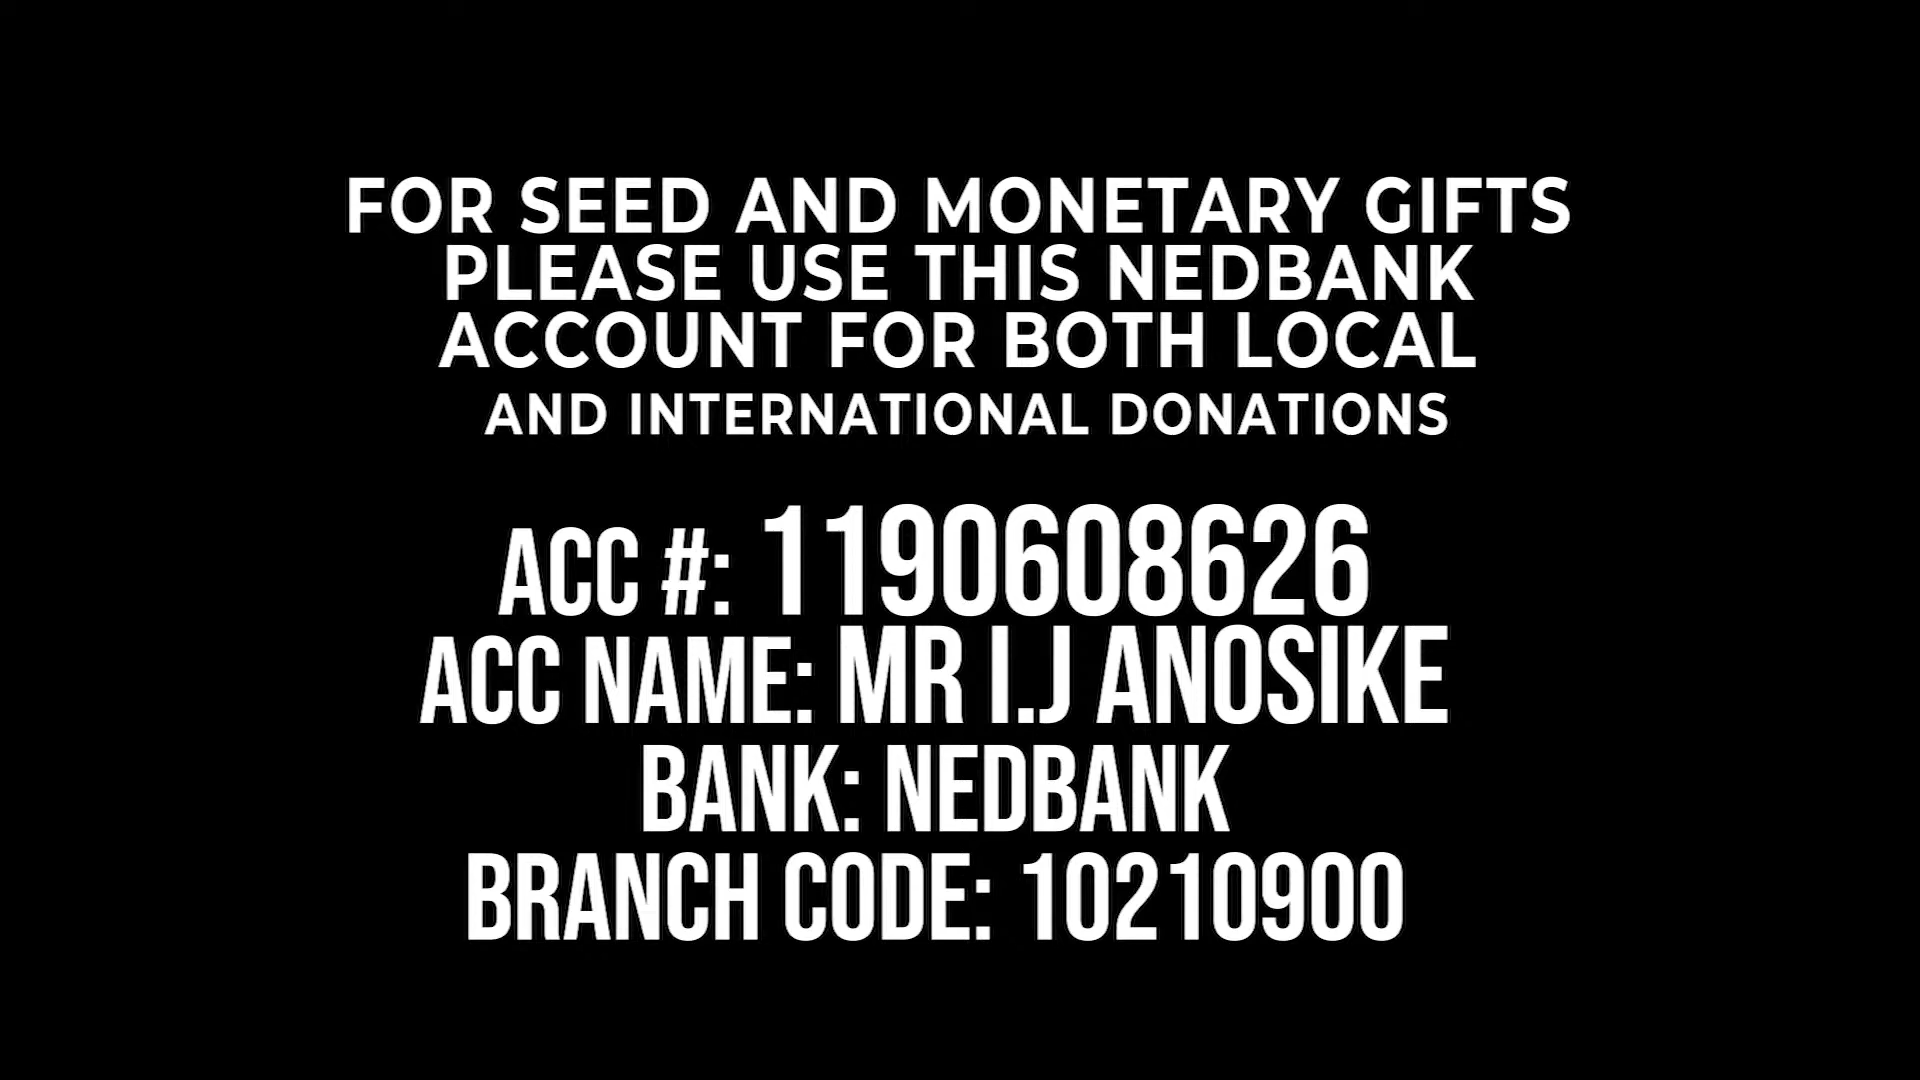 FOR SEED AND MONETARY GIFTS
PLEASE USE THIS NEDBANK
ACCOUNT FOR BOTH LOCAL
AND INTERNATIONAL DONATIONS
ACC #: 1190608626
ACC NAME: MR I.J ANOSIKE
BANK: NEDBANK
BRANCH CODE: 10210900